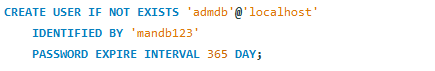 CREATE USER IF NOT EXISTS 'admdb'@'localhost'
IDENTIFIED BY 'mandb123'
PASSWORD EXPIRE INTERVAL 365 DAY;